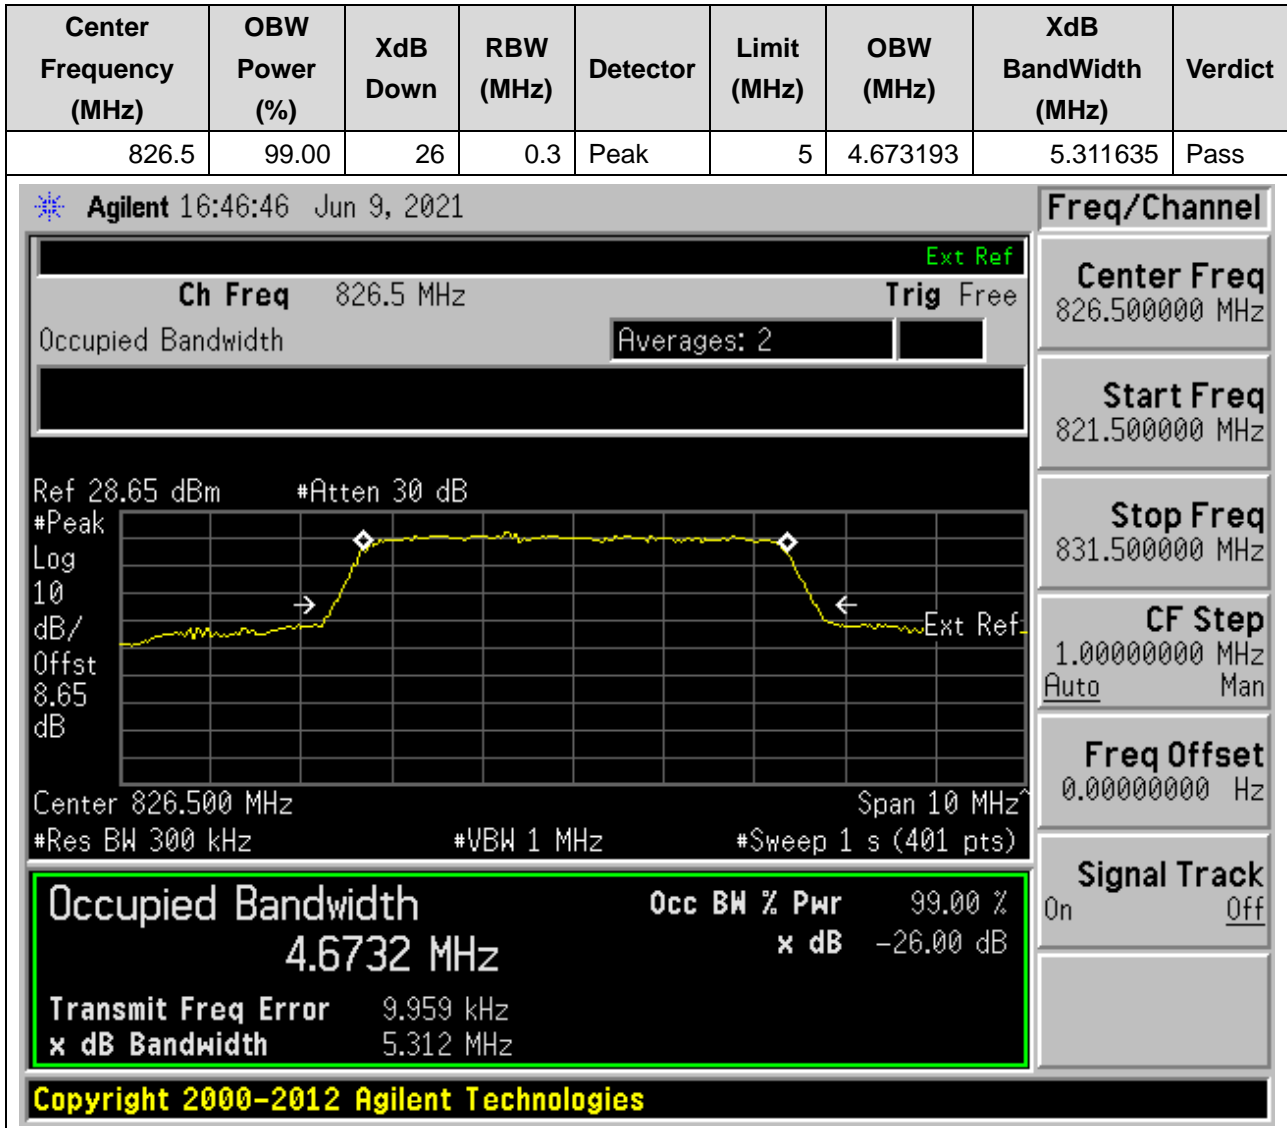 Center Frequency (MHz) OBW Power (%) XdB Down RBW (MHz) Detector Limit (MHz) OBW (MHz) XdB BandWidth (MHz) Verdict
826.5 99.00 26 0.3 Peak 5 4.673193 5.311635 Pass
Agilent 16:46:46 Jun 9, 2021
Freq/Channel
Ext Ref
Ch Freq 826.5 MHz Trig Free
Occupied Bandwidth Averages: 2
Center Freq
826.500000 MHz
Start Freq
821.500000 MHz
Stop Freq
831.500000 MHz
CF Step
1.00000000 MHz
Auto Man
Freq Offset
0.00000000 Hz
Signal Track
On Off
Ref 28.65 dBm #Atten 30 dB
#Peak
Log
10
dB/
Offst
8.65
dB
Ext Ref
Center 826.500 MHz Span 10 MHz^
#Res BW 300 kHz #VBW 1 MHz #Sweep 1 s (401 pts)
Occupied Bandwidth Occ BW % Pwr 99.00 %
4.6732 MHz x dB -26.00 dB
Transmit Freq Error 9.959 kHz
x dB Bandwidth 5.312 MHz
Copyright 2000-2012 Agilent Technologies